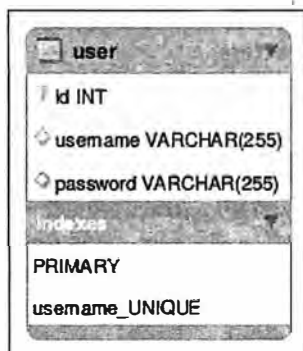 user
id INT
username VARCHAR(255)
password VARCHAR(255)
Indexes
PRIMARY
username_UNIQUE